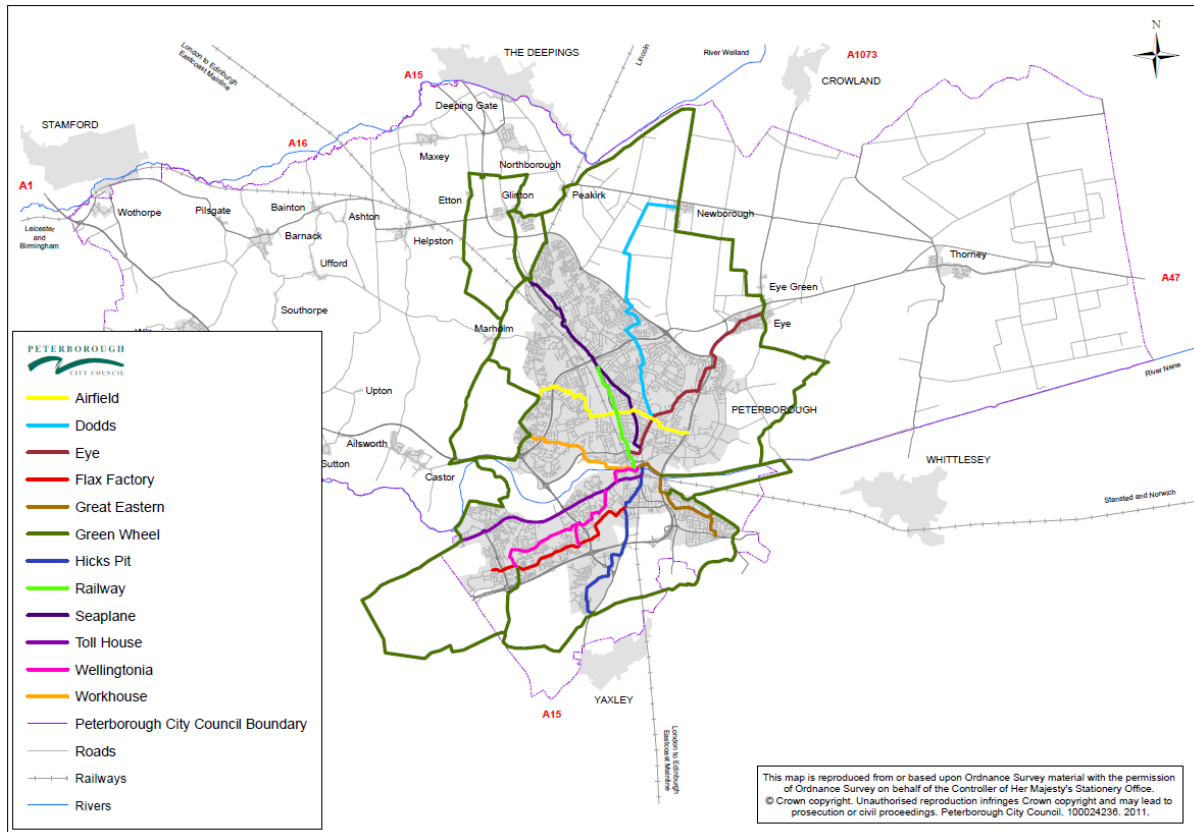 N
London to Edinburgh
Eastcoast Mainline
THE DEEPINGS
Lincoln
River Welland
A1073
CROWLAND
A15
Deeping Gate
STAMFORD
A16
Maxey
Northborough
A1
Etton
Glinton
Peakirk
Wothorpe
Pilsgate
Bainton
Ashton
Newborough
Leicester
and
Birmingham
Barnack
Helpston
Ufford
Thorney
A47
Southorpe
Eye Green
Marholm
Eye
River Nene
Upton
PETERBOROUGH
Ailsworth
Sutton
Castor
WHITTLESEY
Stansted and Norwich
YAXLEY
A15
London to Edinburgh
Eastcoast Mainline
PETERBOROUGH
CITY COUNCIL
Airfield
Dodds
Eye
Flax Factory
Great Eastern
Green Wheel
Hicks Pit
Railway
Seaplane
Toll House
Wellingtonia
Workhouse
Peterborough City Council Boundary
Roads
Railways
Rivers
This map is reproduced from or based upon Ordnance Survey material with the permission
of Ordnance Survey on behalf of the Controller of Her Majesty's Stationery Office.
© Crown copyright. Unauthorised reproduction infringes Crown copyright and may lead to
prosecution or civil proceedings. Peterborough City Council. 100024236. 2011.